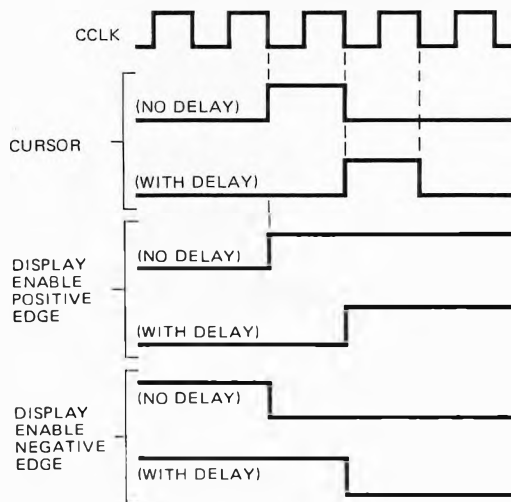 CCLK
(NO DELAY)
CURSOR
(WITH DELAY)
(NO DELAY)
DISPLAY
ENABLE
POSITIVE
EDGE
(WITH DELAY)
(NO DELAY)
DISPLAY
ENABLE
NEGATIVE
EDGE
(WITH DELAY)